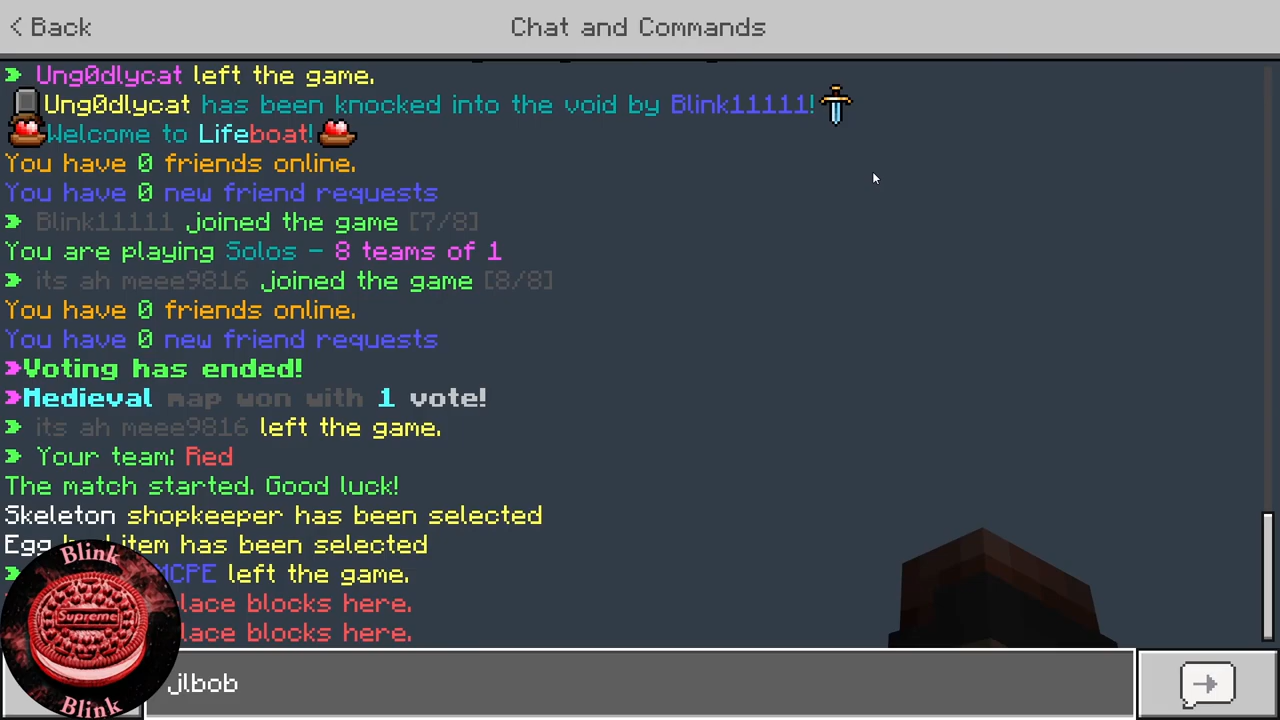 Back
Chat and Commands
Ung0dlycat left the game.
Ung0dlycat has been knocked into the void by Blink11111!
Welcome to Lifeboat!
You have 0 friends online.
You have 0 new friend requests
Blink11111 joined the game [7/8]
You are playing Solos - 8 teams of 1
its ah meee9816 joined the game [8/8]
You have 0 friends online.
You have 0 new friend requests
Voting has ended!
Medieval map won with 1 vote!
its ah meee9816 left the game.
Your team: Red
The match started. Good luck!
Skeleton shopkeeper has been selected
Egg item has been selected
MCPE left the game.
lace blocks here.
lace blocks here.
jlbob
Blink
Supreme
Blink